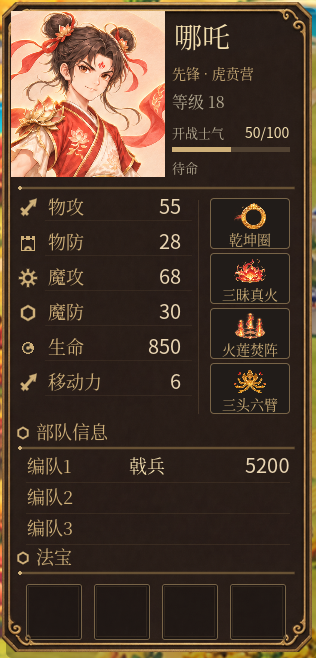 哪吒
先锋·虎贲营
等级 18
开战士气 50/100
待命
物攻 55
物防 28
魔攻 68
魔防 30
生命 850
移动力 6
乾坤圈
三昧真火
火莲焚阵
三头六臂
部队信息
编队1 戟兵 5200
编队2
编队3
法宝